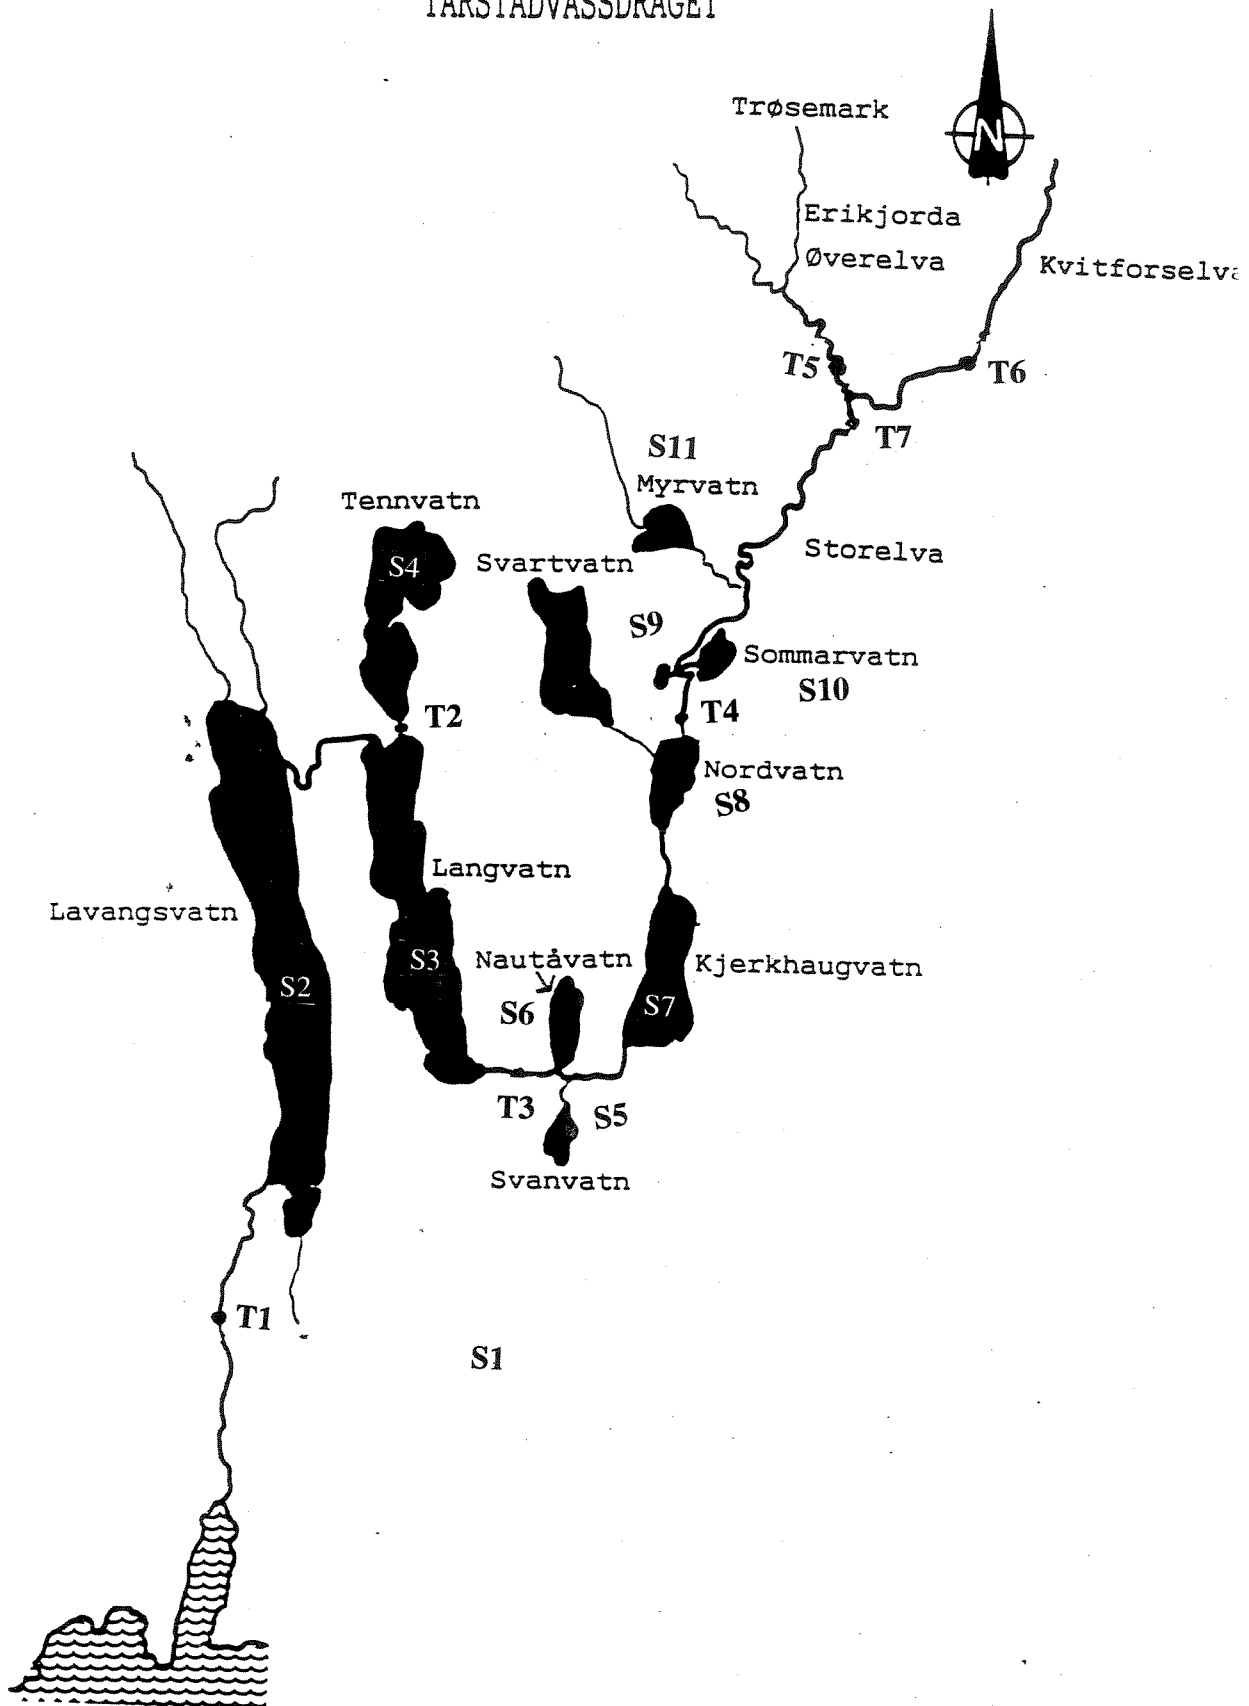 TÅRSTADVASSDRAGET
Trøsemark
N
Erikjorda
Øverelva
Kvitforselva
T5
T6
T7
S11
Myrvatn
Tennvatn
Storelva
S4
Svartvatn
S9
Sommarvatn
S10
T2
T4
Nordvatn
S8
Langvatn
Lavangsvatn
S3
Nautåvatn
Kjerkhaugvatn
S2
S6
S7
T3
S5
Svanvatn
T1
S1